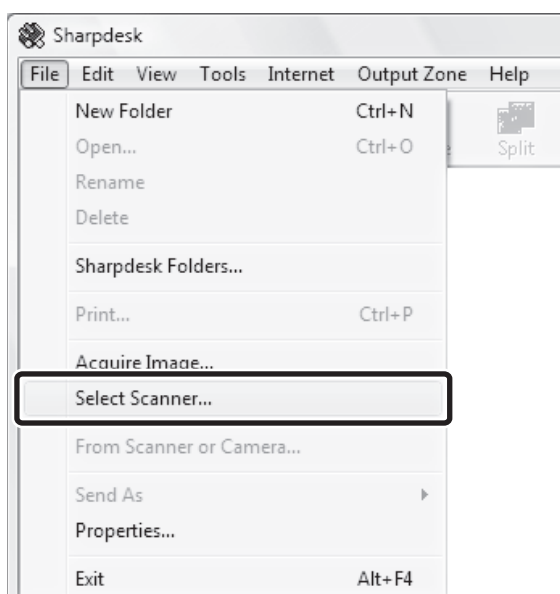 Sharpdesk
File Edit View Tools Internet Output Zone Help
New Folder Ctrl+N
Open... Ctrl+O
Split
Rename
Delete
Sharpdesk Folders...
Print... Ctrl+P
Acquire Image...
Select Scanner...
From Scanner or Camera...
Send As
Properties...
Exit Alt+F4